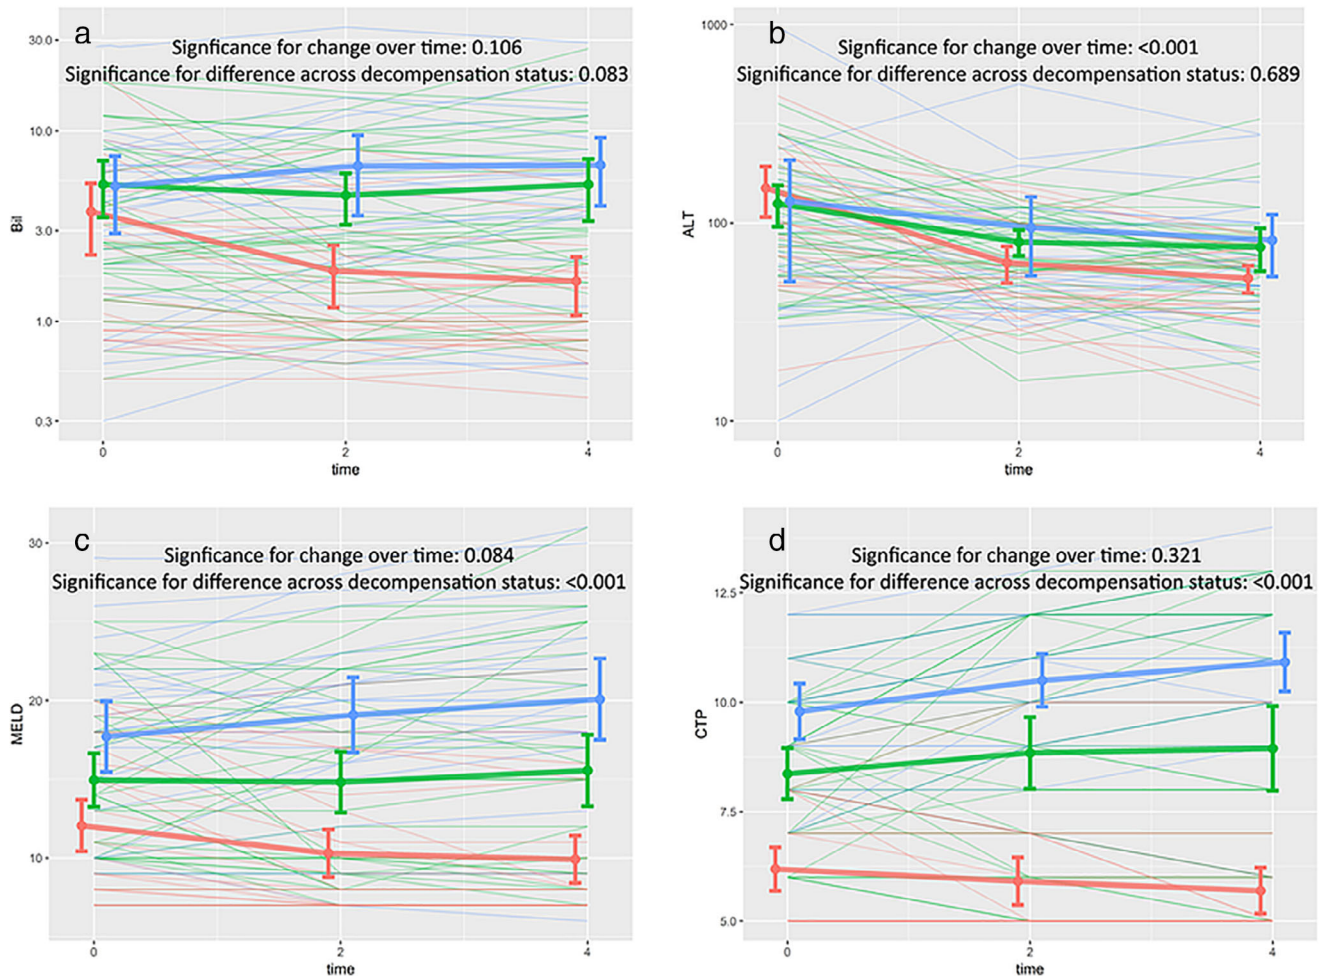 a
Signficance for change over time: 0.106
Significance for difference across decompensation status: 0.083
30.0
10.0
3.0
1.0
0.3
Bil
0 2 4
time
b
Signficance for change over time: <0.001
Significance for difference across decompensation status: 0.689
1000
100
10
ALT
0 2 4
time
c
Signficance for change over time: 0.084
Significance for difference across decompensation status: <0.001
30
20
10
MELD
0 2 4
time
d
Signficance for change over time: 0.321
Significance for difference across decompensation status: <0.001
12.5
10.0
7.5
5.0
CTP
0 2 4
time